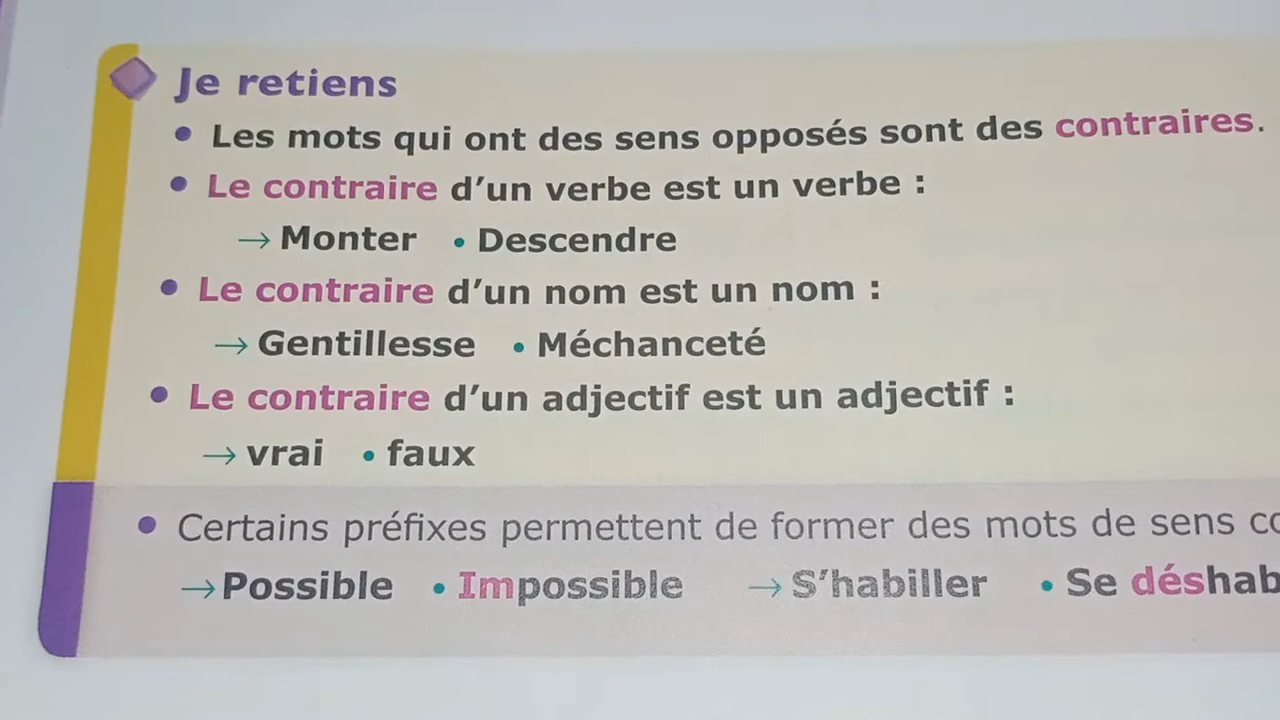 Je retiens
• Les mots qui ont des sens opposés sont des contraires.
• Le contraire d'un verbe est un verbe :
→ Monter • Descendre
• Le contraire d'un nom est un nom :
→ Gentillesse • Méchanceté
• Le contraire d'un adjectif est un adjectif :
→ vrai • faux
• Certains préfixes permettent de former des mots de sens
→ Possible • Impossible → S'habiller • Se